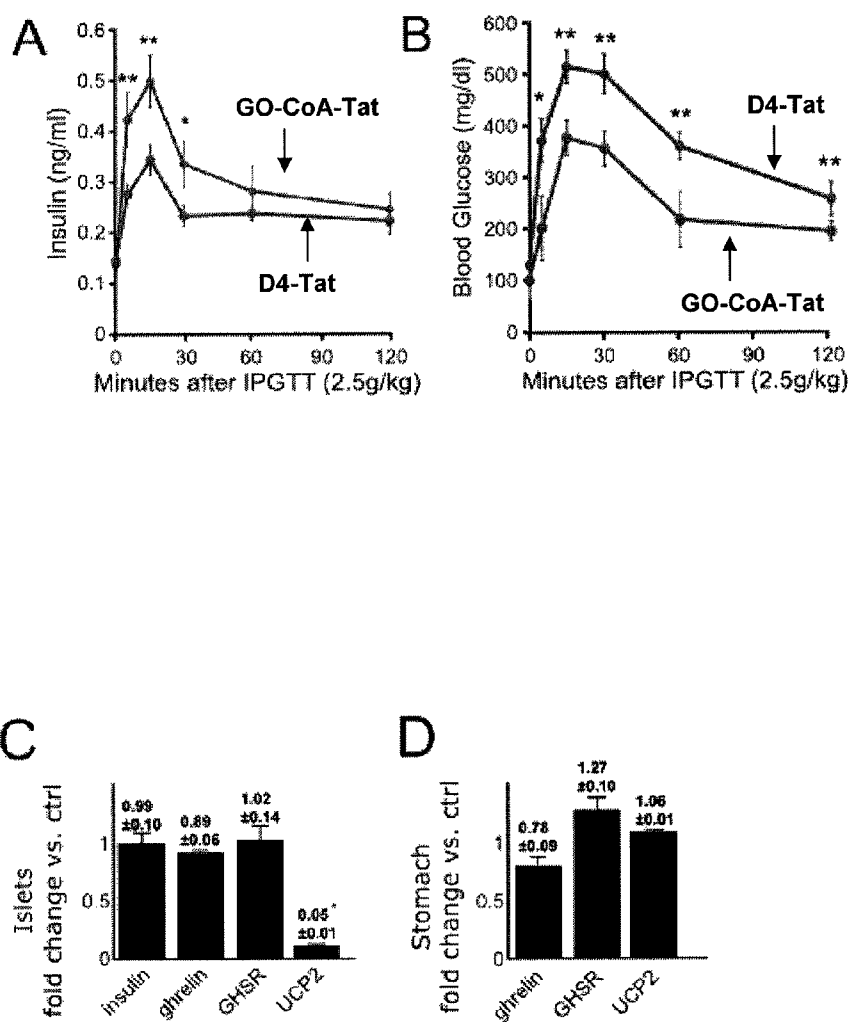 A
Insulin (ng/ml)
0.6
0.5
0.4
0.3
0.2
0.1
0
**
**
*
GO-CoA-Tat
D4-Tat
0 30 60 90 120
Minutes after IPGTT (2.5g/kg)
B
Blood Glucose (mg/dl)
600
500
400
300
200
100
0
*
**
**
**
**
D4-Tat
GO-CoA-Tat
0 30 60 90 120
Minutes after IPGTT (2.5g/kg)
C
Islets
fold change vs. ctrl
1
0.5
0
0.99
±0.10
0.89
±0.06
1.02
±0.14
0.05 *
±0.01
insulin
ghrelin
GHSR
UCP2
D
Stomach
fold change vs. ctrl
1
0.5
0
0.78
±0.09
1.27
±0.10
1.06
±0.01
ghrelin
GHSR
UCP2